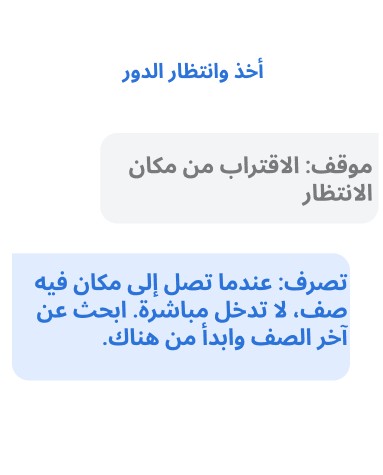 أخذ وانتظار الدور
موقف: الاقتراب من مكان
الانتظار
تصرف: عندما تصل إلى مكان فيه
صف، لا تدخل مباشرة. ابحث عن
آخر الصف وابدأ من هناك.